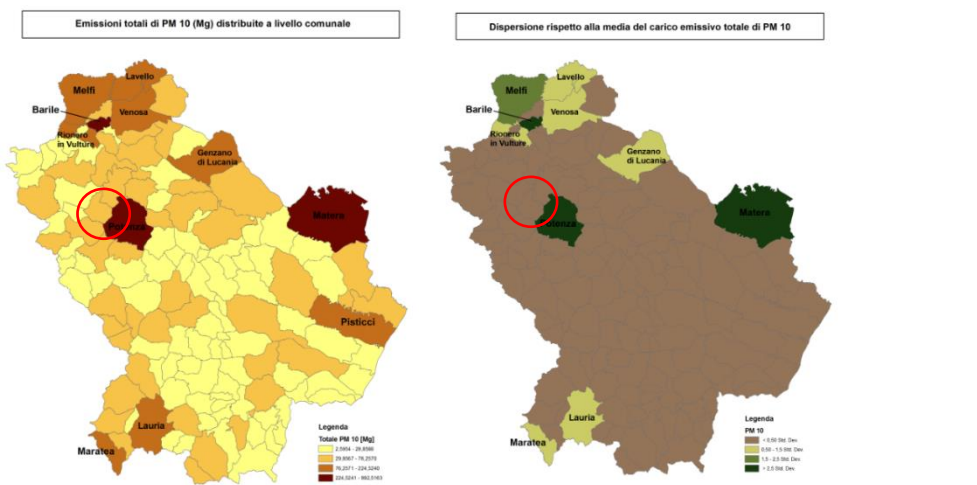 Emissioni totali di PM 10 (Mg) distribuite a livello comunale
Lavello
Melfi
Barile
Venosa
Rionero
in Vulture
Genzano
di Lucania
Potenza
Matera
Pisticci
Lauria
Maratea
Legenda
Totale PM 10 [Mg]
Dispersione rispetto alla media del carico emissivo totale di PM 10
Lavello
Melfi
Barile
Venosa
Rionero
in Vulture
Genzano
di Lucania
Potenza
Matera
Lauria
Maratea
Legenda
PM 10
< 0,50 Std. Dev.
0,50 - 1,5 Std. Dev.
1,5 - 2,5 Std. Dev.
> 2,5 Std. Dev.